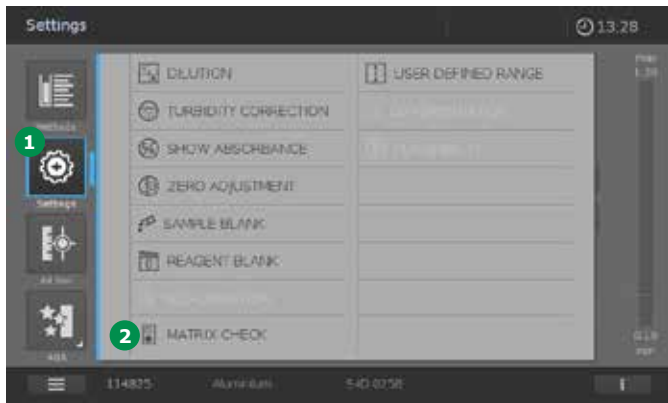 Settings
13:28
DILUTION
USER DEFINED RANGE
TURBIDITY CORRECTION
SHOW ABSORBANCE
ZERO ADJUSTMENT
SAMPLE BLANK
REAGENT BLANK
MATRIX CHECK
1
Settings
2
AQA
114825 Aluminium